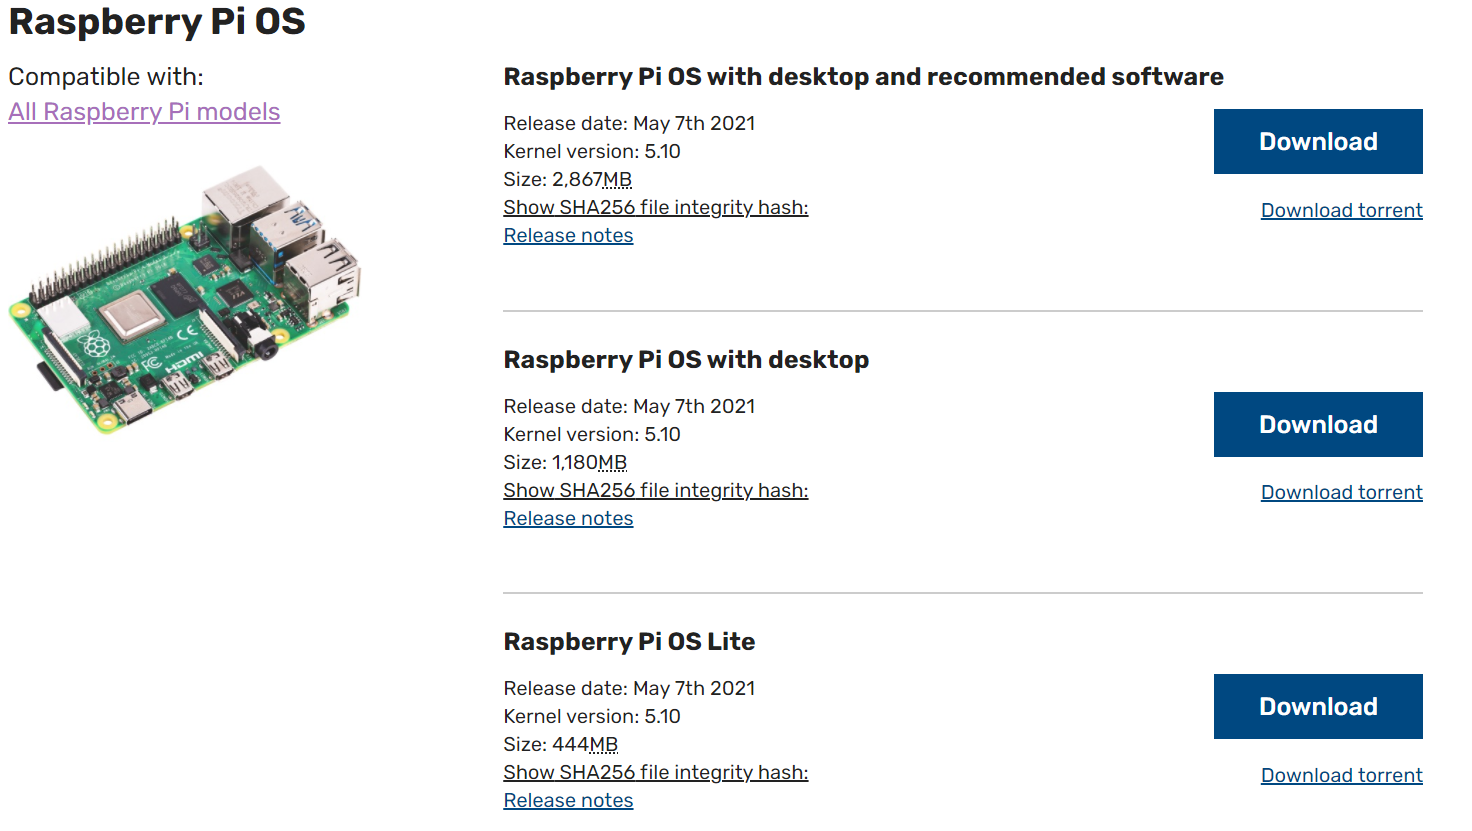 Raspberry Pi OS
Compatible with:
All Raspberry Pi models
HDMI
FC
CE
Raspberry Pi OS with desktop and recommended software
Release date: May 7th 2021
Kernel version: 5.10
Size: 2,867MB
Show SHA256 file integrity hash:
Release notes
Download
Download torrent
Raspberry Pi OS with desktop
Release date: May 7th 2021
Kernel version: 5.10
Size: 1,180MB
Show SHA256 file integrity hash:
Release notes
Download
Download torrent
Raspberry Pi OS Lite
Release date: May 7th 2021
Kernel version: 5.10
Size: 444MB
Show SHA256 file integrity hash:
Release notes
Download
Download torrent